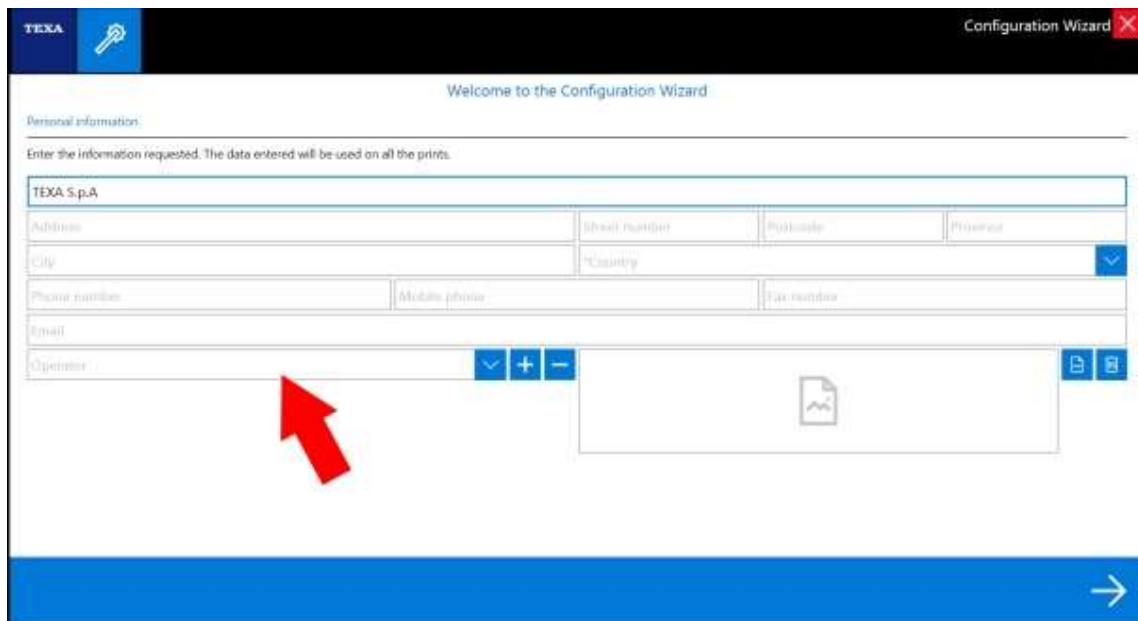 TEXA
Configuration Wizard
Welcome to the Configuration Wizard
Personal information
Enter the information requested. The data entered will be used on all the prints.
TEXA S.p.A
Address Street number Postcode Province
City *Country
Phone number Mobile phone Fax number
Email
Operator